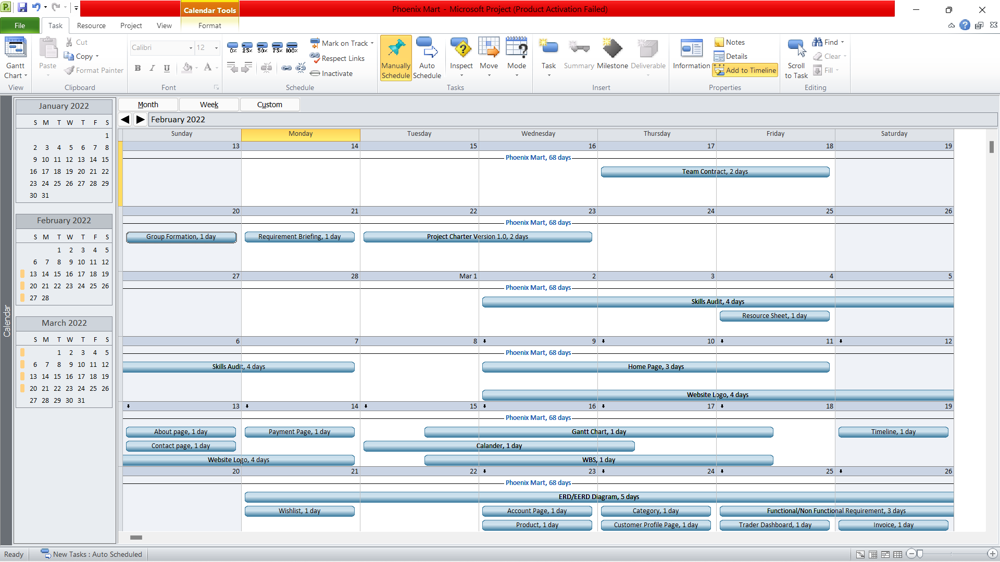 Calendar Tools
Phoenix Mart - Microsoft Project (Product Activation Failed)
File Task Resource Project View Format
Gantt Chart
View
Paste
Cut
Copy
Format Painter
Clipboard
Calibri 12
B I U A
Font
0% 25% 50% 75% 100%
Mark on Track
Respect Links
Inactivate
Schedule
Manually Schedule
Auto Schedule
Inspect Move Mode
Tasks
Task Summary Milestone Deliverable
Insert
Information
Notes
Details
Add to Timeline
Properties
Scroll to Task
Find
Clear
Fill
Editing
Calendar
January 2022
S M T W T F S
1
2 3 4 5 6 7 8
9 10 11 12 13 14 15
16 17 18 19 20 21 22
23 24 25 26 27 28 29
30 31
February 2022
S M T W T F S
1 2 3 4 5
6 7 8 9 10 11 12
13 14 15 16 17 18 19
20 21 22 23 24 25 26
27 28
March 2022
S M T W T F S
1 2 3 4 5
6 7 8 9 10 11 12
13 14 15 16 17 18 19
20 21 22 23 24 25 26
27 28 29 30 31
Month Week Custom
February 2022
Sunday Monday Tuesday Wednesday Thursday Friday Saturday
13 14 15 16 17 18 19
Phoenix Mart, 68 days
Team Contract, 2 days
20 21 22 23 24 25 26
Phoenix Mart, 68 days
Group Formation, 1 day Requirement Briefing, 1 day Project Charter Version 1.0, 2 days
27 28 Mar 1 2 3 4 5
Phoenix Mart, 68 days
Skills Audit, 4 days
Resource Sheet, 1 day
6 7 8 9 10 11 12
Phoenix Mart, 68 days
Skills Audit, 4 days Home Page, 3 days
Website Logo, 4 days
13 14 15 16 17 18 19
Phoenix Mart, 68 days
About page, 1 day Payment Page, 1 day Gantt Chart, 1 day Timeline, 1 day
Contact page, 1 day Calander, 1 day
Website Logo, 4 days WBS, 1 day
20 21 22 23 24 25 26
Phoenix Mart, 68 days
ERD/EERD Diagram, 5 days
Wishlist, 1 day Account Page, 1 day Category, 1 day Functional/Non Functional Requirement, 3 days
Product, 1 day Customer Profile Page, 1 day Trader Dashboard, 1 day Invoice, 1 day
Ready New Tasks : Auto Scheduled